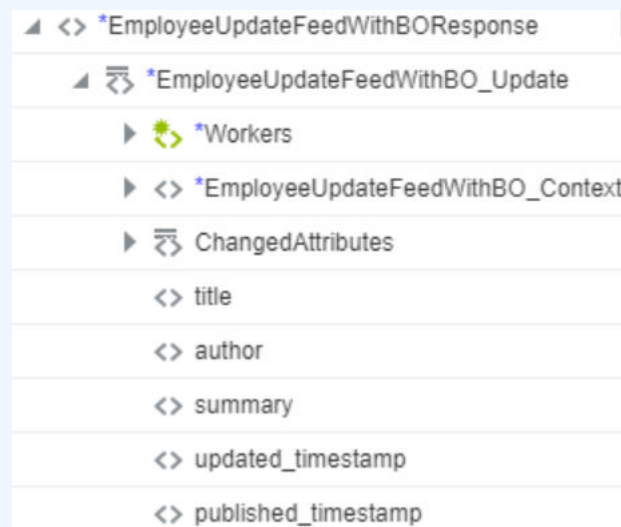 *EmployeeUpdateFeedWithBOResponse
*EmployeeUpdateFeedWithBO_Update
*Workers
*EmployeeUpdateFeedWithBO_Context
ChangedAttributes
title
author
summary
updated_timestamp
published_timestamp